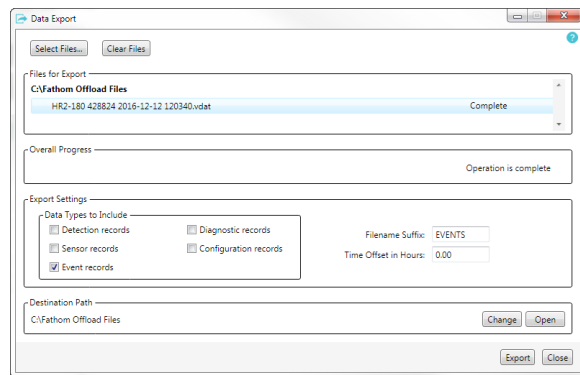 Data Export
Select Files...
Clear Files
Files for Export
C:\Fathom Offload Files
HR2-180 428824 2016-12-12 120340.vdat Complete
Overall Progress
Operation is complete
Export Settings
Data Types to Include
Detection records Diagnostic records
Filename Suffix: EVENTS
Sensor records Configuration records
Time Offset in Hours: 0.00
Event records
Destination Path
C:\Fathom Offload Files Change Open
Export Close